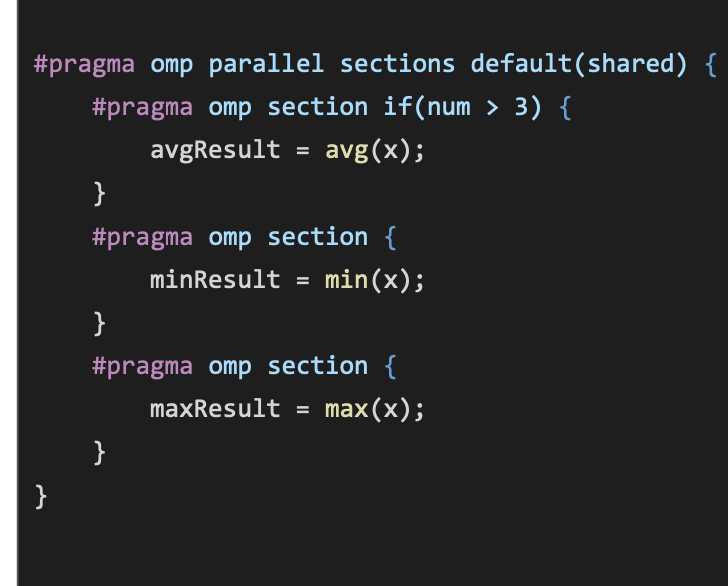 #pragma omp parallel sections default(shared) {
#pragma omp section if(num > 3) {
avgResult = avg(x);
}
#pragma omp section {
minResult = min(x);
}
#pragma omp section {
maxResult = max(x);
}
}